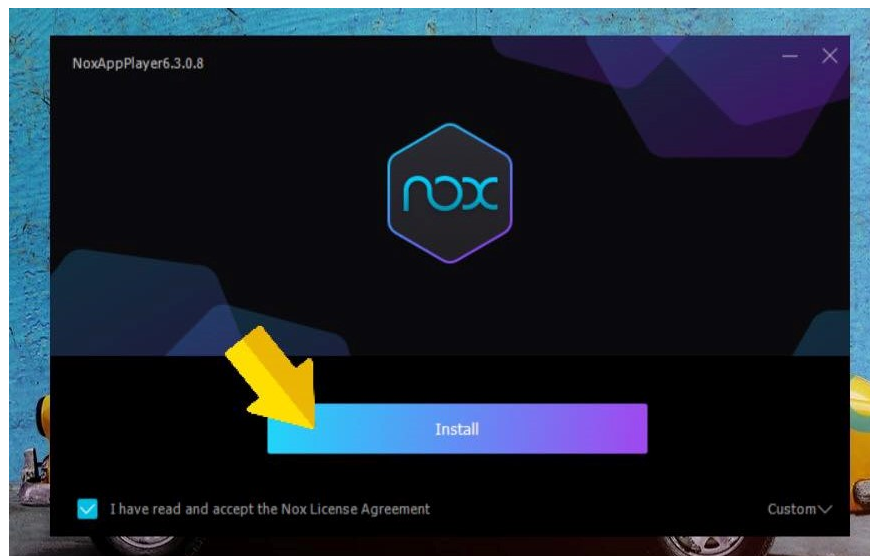 NoxAppPlayer6.3.0.8
nox
Install
I have read and accept the Nox License Agreement
Custom